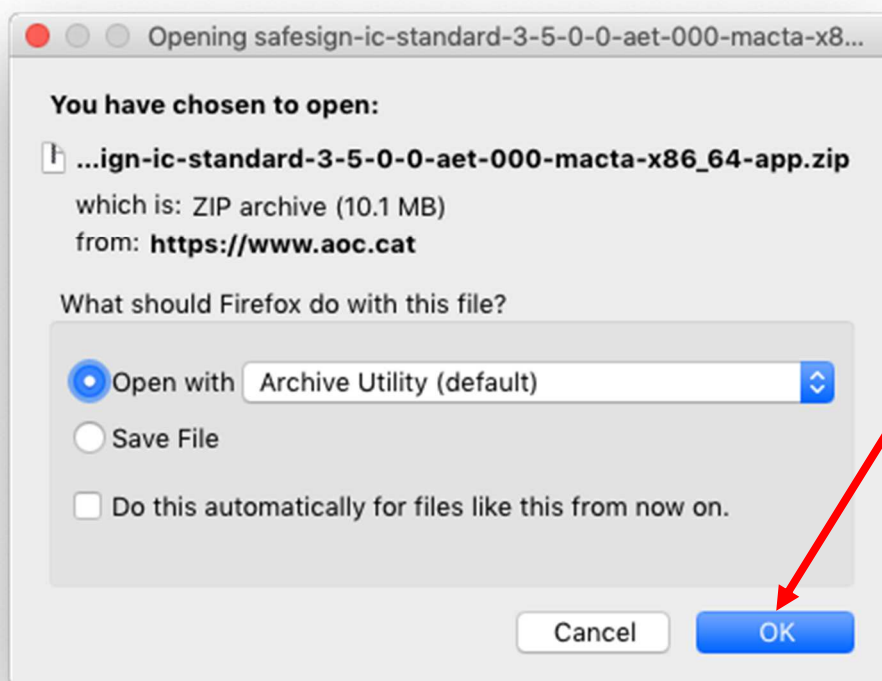 Opening safesign-ic-standard-3-5-0-0-aet-000-macta-x8...
You have chosen to open:
...ign-ic-standard-3-5-0-0-aet-000-macta-x86_64-app.zip
which is: ZIP archive (10.1 MB)
from: https://www.aoc.cat
What should Firefox do with this file?
Open with Archive Utility (default)
Save File
Do this automatically for files like this from now on.
Cancel OK